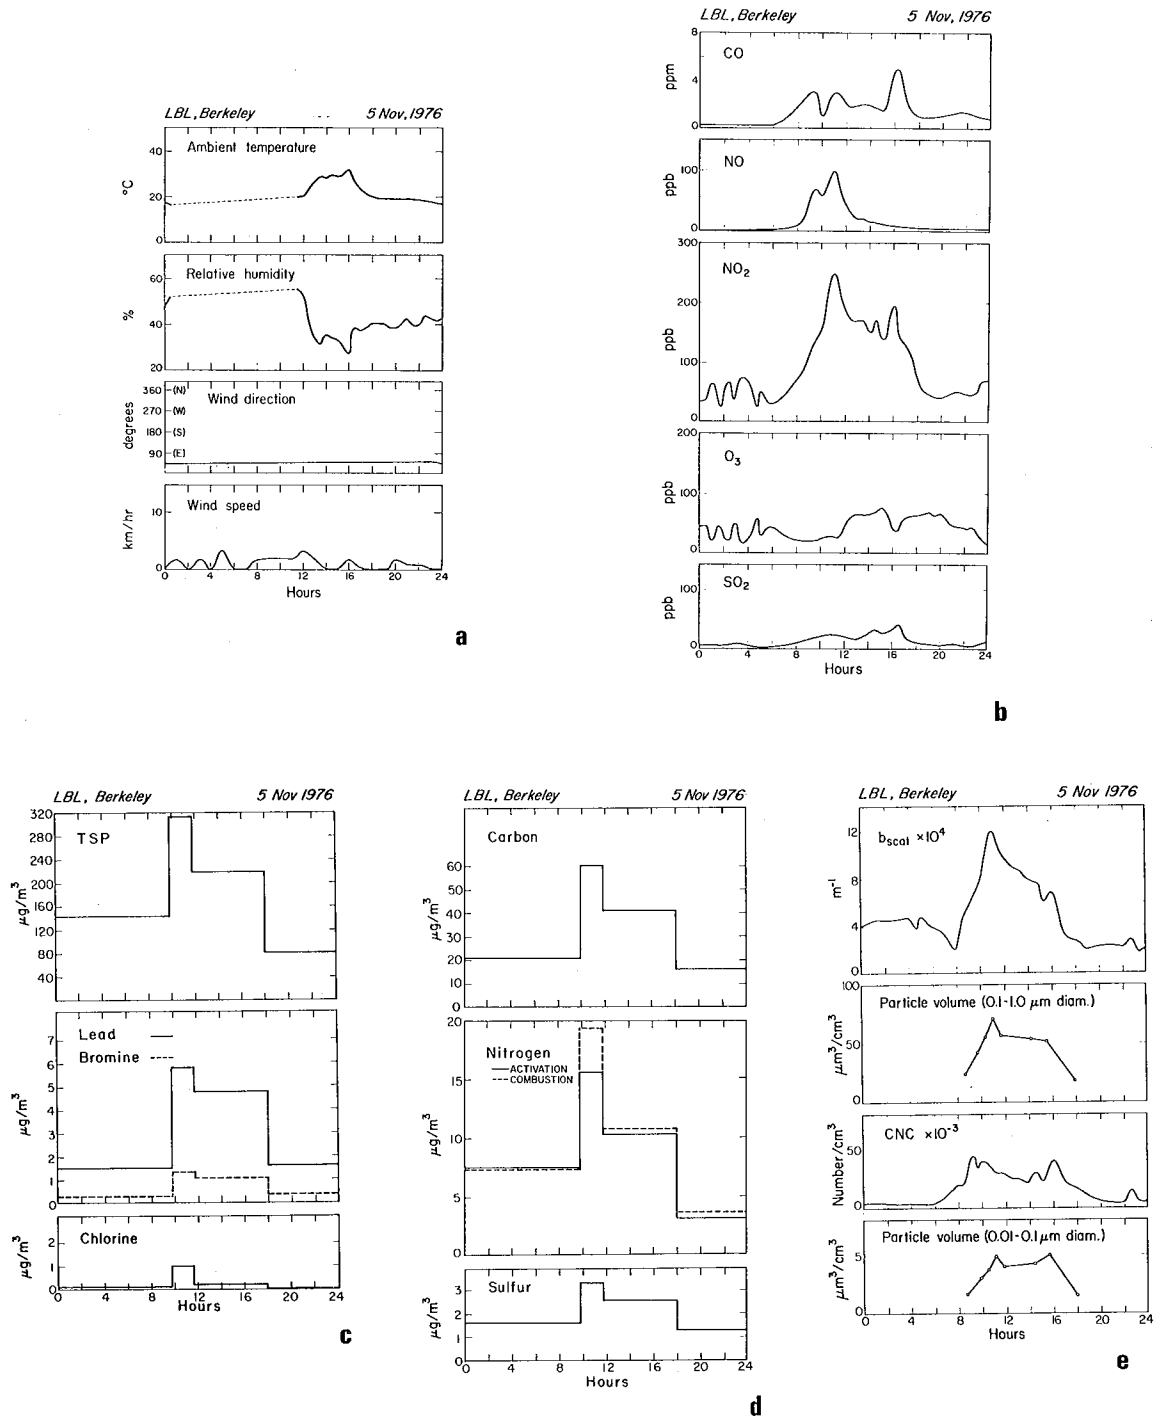 LBL, Berkeley 5 Nov, 1976
Ambient temperature
°C
40
20
0
Relative humidity
%
60
40
20
Wind direction
degrees
360 (N)
270 (W)
180 (S)
90 (E)
Wind speed
km/hr
10
0
0 4 8 12 16 20 24
Hours
a
LBL, Berkeley 5 Nov, 1976
CO
ppm
8
4
0
NO
ppb
100
0
NO2
ppb
300
200
100
0
O3
ppb
200
100
0
SO2
ppb
100
0
0 4 8 12 16 20 24
Hours
b
LBL, Berkeley 5 Nov 1976
TSP
μg/m3
320
280
240
200
160
120
80
40
Lead
Bromine
μg/m3
7
6
5
4
3
2
1
0
Chlorine
μg/m3
2
1
0
0 4 8 12 16 20 24
Hours
c
LBL, Berkeley 5 Nov 1976
Carbon
μg/m3
60
50
40
30
20
10
0
Nitrogen
ACTIVATION
COMBUSTION
μg/m3
20
15
10
5
0
Sulfur
μg/m3
3
2
1
0
0 4 8 12 16 20 24
Hours
d
LBL, Berkeley 5 Nov 1976
bscat ×10⁴
m-1
12
8
4
0
Particle volume (0.1-1.0 μm diam.)
μm3/cm3
100
50
0
CNC ×10-3
Number/cm3
50
0
Particle volume (0.01-0.1 μm diam.)
μm3/cm3
5
0
0 4 8 12 16 20 24
Hours
e